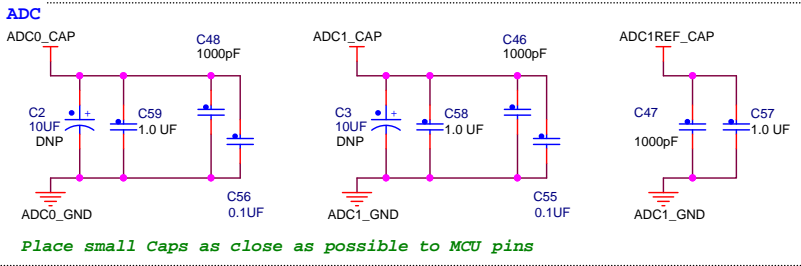 ADC
ADC0_CAP
C48
1000pF
C2
10UF
DNP
+
C59
1.0 UF
C56
0.1UF
ADC0_GND
ADC1_CAP
C46
1000pF
C3
10UF
DNP
+
C58
1.0 UF
C55
0.1UF
ADC1_GND
ADC1REF_CAP
C47
1000pF
C57
1.0 UF
ADC1_GND
Place small Caps as close as possible to MCU pins